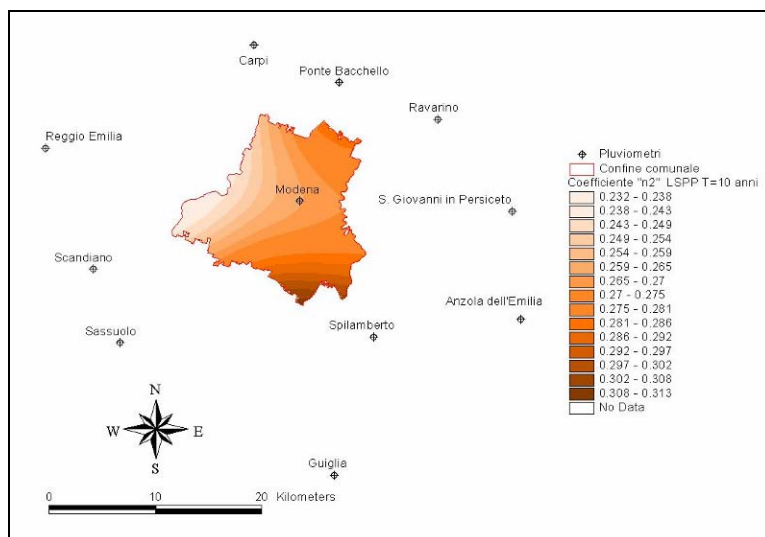 Carpi
Ponte Bacchello
Ravarino
Reggio Emilia
Modena
S. Giovanni in Persiceto
Scandiano
Anzola dell'Emilia
Sassuolo
Spilamberto
Guiglia
N
W
E
S
0
10
20
Kilometers
Pluviometri
Confine comunale
Coefficiente "n2" LSPP T=10 anni
0.232 - 0.238
0.238 - 0.243
0.243 - 0.249
0.249 - 0.254
0.254 - 0.259
0.259 - 0.265
0.265 - 0.27
0.27 - 0.275
0.275 - 0.281
0.281 - 0.286
0.286 - 0.292
0.292 - 0.297
0.297 - 0.302
0.302 - 0.308
0.308 - 0.313
No Data